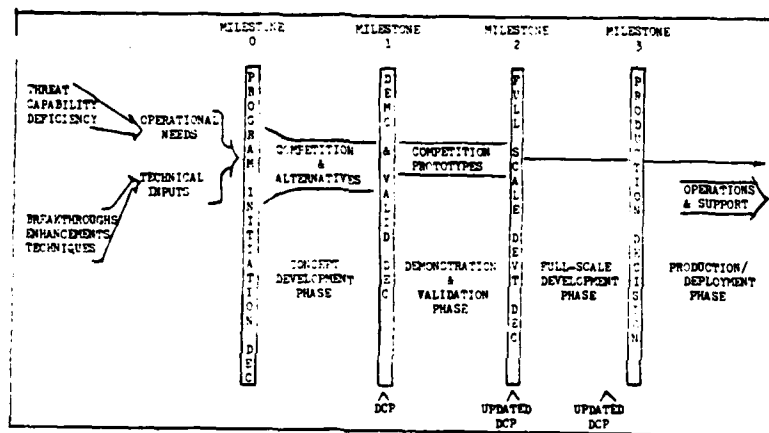 MILESTONE
0
MILESTONE
1
MILESTONE
2
MILESTONE
3
THREAT
CAPABILITY
DEFICIENCY
OPERATIONAL
NEEDS
TECHNICAL
INPUTS
BREAKTHROUGHS
ENHANCEMENTS
TECHNIQUES
PROGRAM INITIATION DEC
COMPETITION
&
ALTERNATIVES
CONCEPT
DEVELOPMENT
PHASE
DEMO & VALID DEC
COMPETITION
PROTOTYPES
DEMONSTRATION
&
VALIDATION
PHASE
FULL SCALE DEVT DEC
FULL-SCALE
DEVELOPMENT
PHASE
PRODUCTION DECISION
OPERATIONS
& SUPPORT
PRODUCTION/
DEPLOYMENT
PHASE
DCP
UPDATED
DCP
UPDATED
DCP